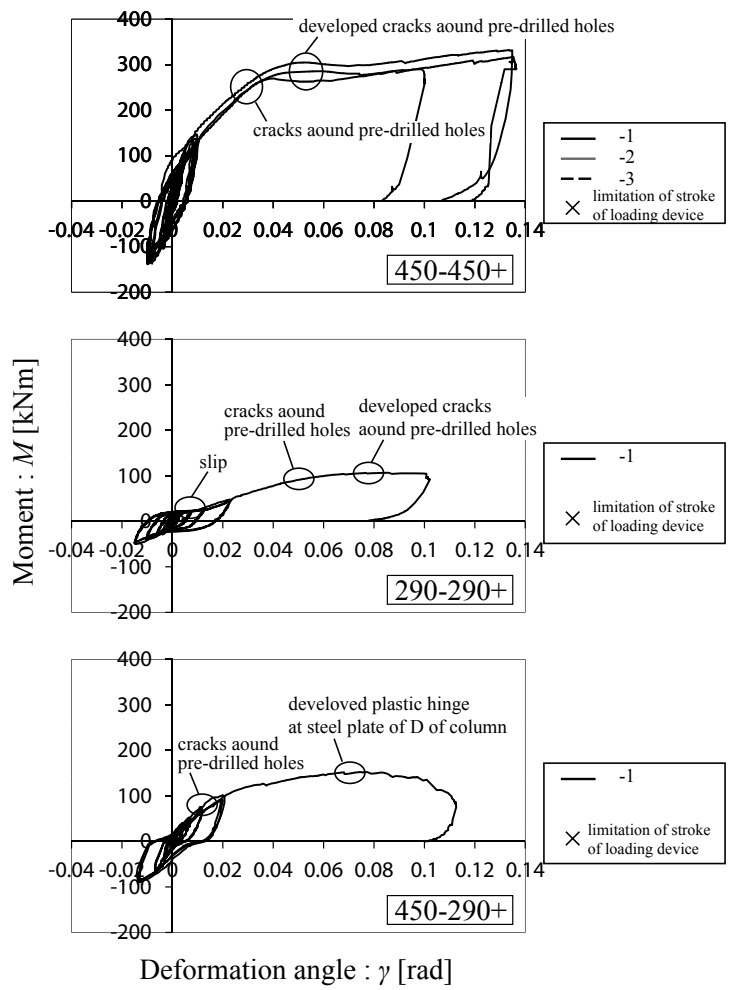 400
developed cracks aound pre-drilled holes
300
200
cracks aound pre-drilled holes
100
0
-0.04 -0.02 0 0.02 0.04 0.06 0.08 0.1 0.12 0.14
-100
-200
450-450+
-1
-2
-3
limitation of stroke
of loading device
400
300
200
cracks aound
pre-drilled holes
developed cracks
aound pre-drilled holes
slip
100
0
-0.04 -0.02 0 0.02 0.04 0.06 0.08 0.1 0.12 0.14
-100
-200
290-290+
-1
limitation of stroke
of loading device
Moment : M [kNm]
400
300
develoved plastic hinge
at steel plate of D of column
200
cracks aound
pre-drilled holes
100
0
-0.04 -0.02 0 0.02 0.04 0.06 0.08 0.1 0.12 0.14
-100
-200
450-290+
-1
limitation of stroke
of loading device
Deformation angle : γ [rad]